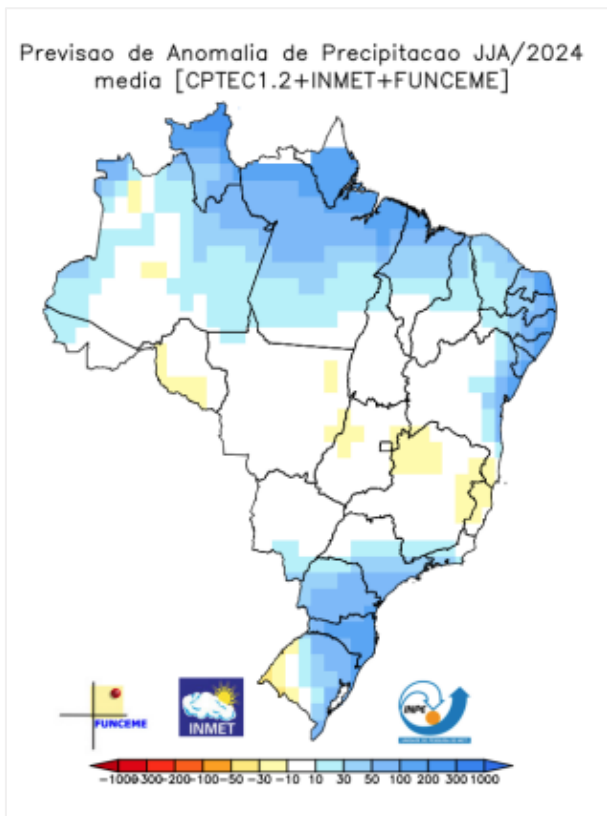 Previsao de Anomalia de Precipitacao JJA/2024
media [CPTEC1.2+INMET+FUNCEME]
FUNCEME
INMET
INPE
-1000 -300 -200 -100 -50 -30 -10 10 30 50 100 200 300 1000